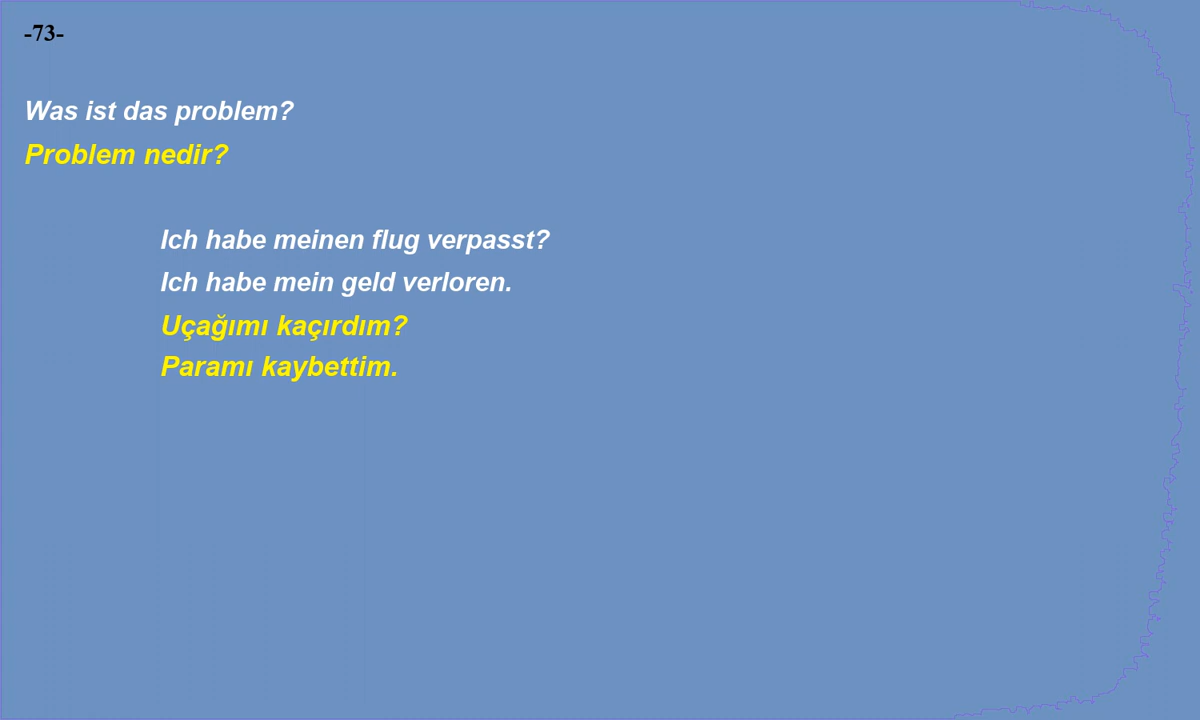 -73-
Was ist das problem?
Problem nedir?
Ich habe meinen flug verpasst?
Ich habe mein geld verloren.
Uçağımı kaçırdım?
Paramı kaybettim.